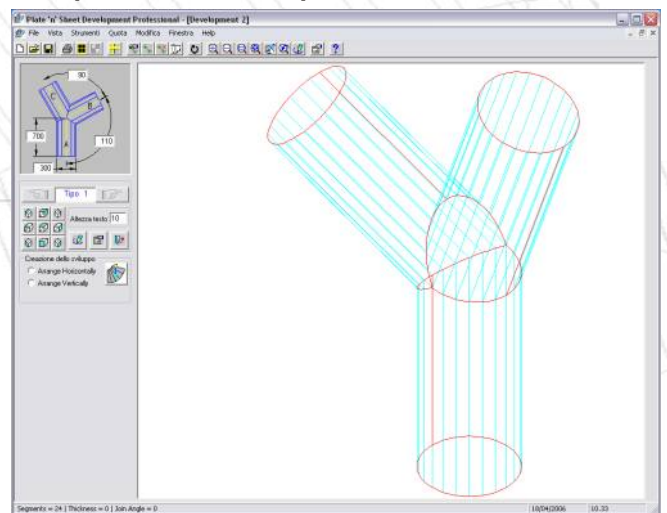 Plate 'n' Sheet Development Professional - [Development 2]
File Vista Strumenti Quota Modifica Finestra Help
90
C
B
700
110
A
300
Tipo 1
Altezza testo 10
Creazione dello sviluppo
Arrange Horizontally
Arrange Vertically
Segments = 24 | Thickness = 0 | Join Angle = 0
18/04/2006 10.33